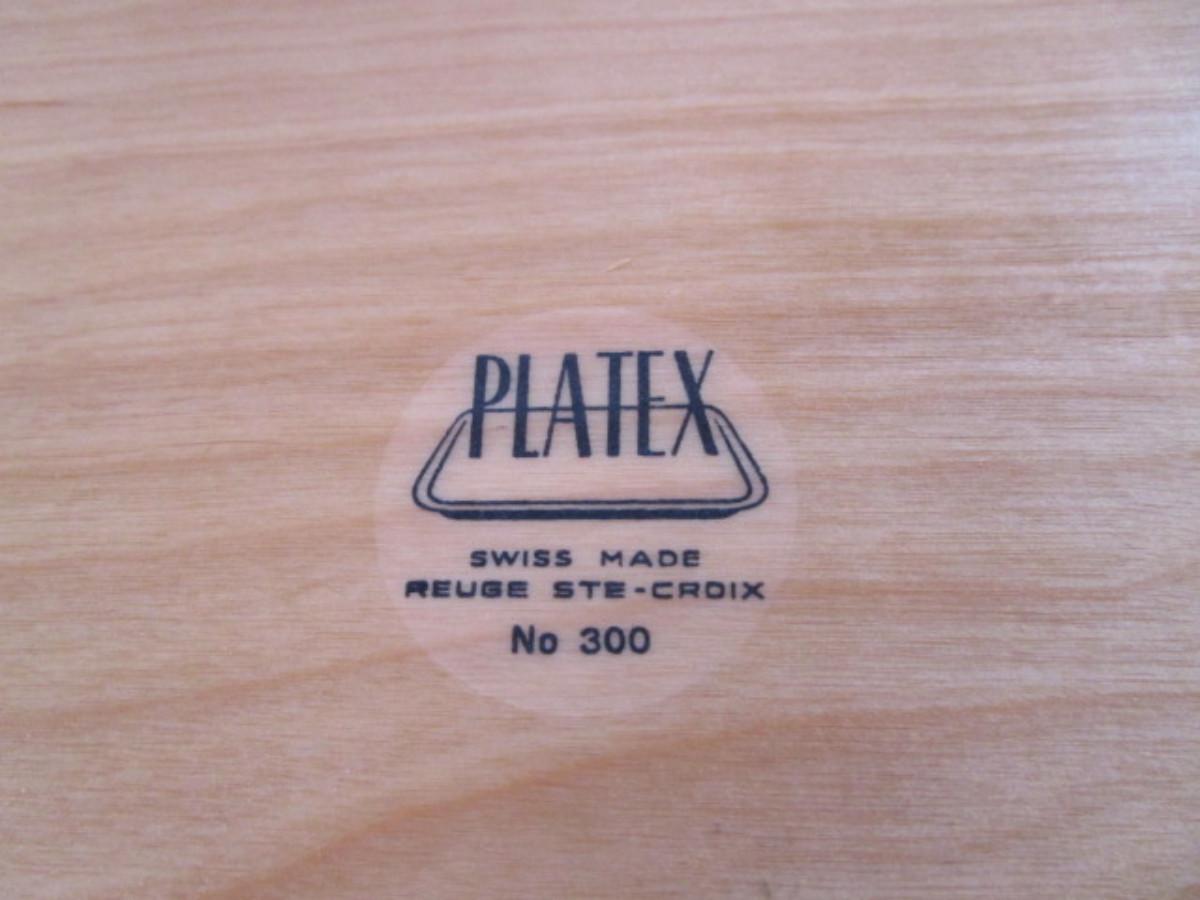 PLATEX
SWISS MADE
REUGE STE-CROIX
No 300